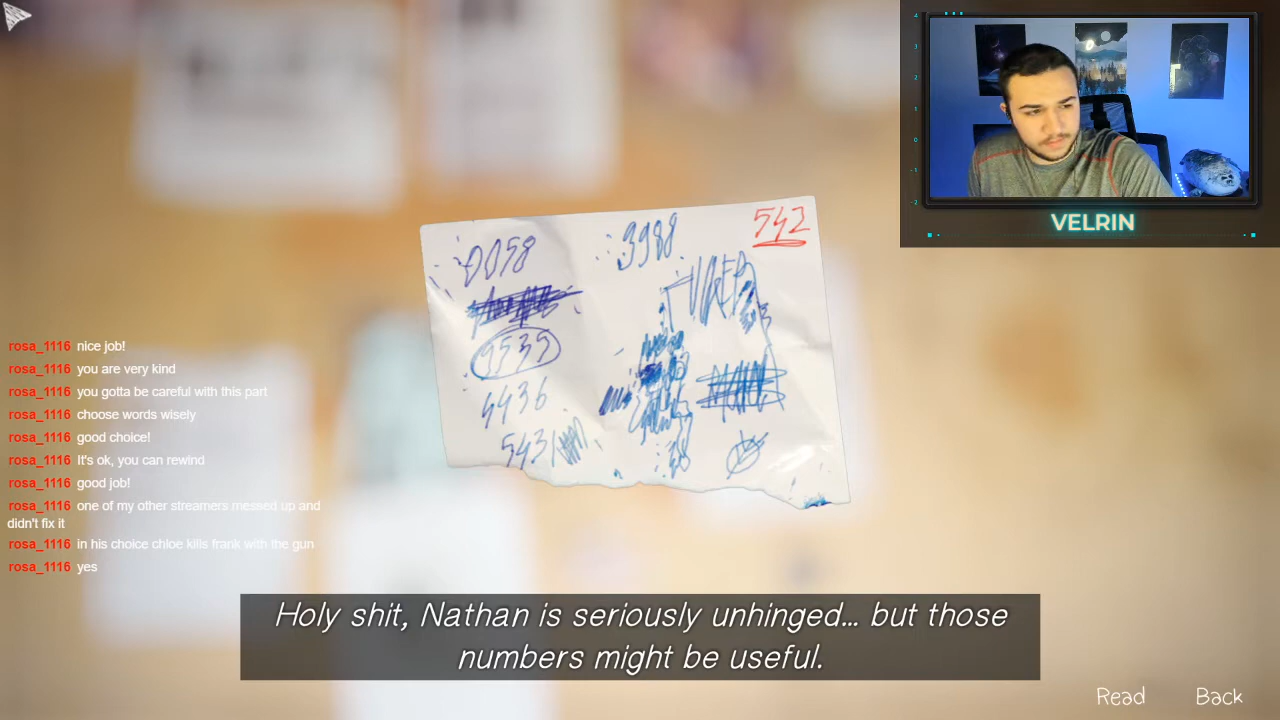 VELRIN
542
0058
3988
9539
4436
543
rosa_1116 nice job!
rosa_1116 you are very kind
rosa_1116 you gotta be careful with this part
rosa_1116 choose words wisely
rosa_1116 good choice!
rosa_1116 It's ok, you can rewind
rosa_1116 good job!
rosa_1116 one of my other streamers messed up and
didn't fix it
rosa_1116 in his choice chloe kills frank with the gun
rosa_1116 yes
Holy shit, Nathan is seriously unhinged... but those
numbers might be useful.
Read Back